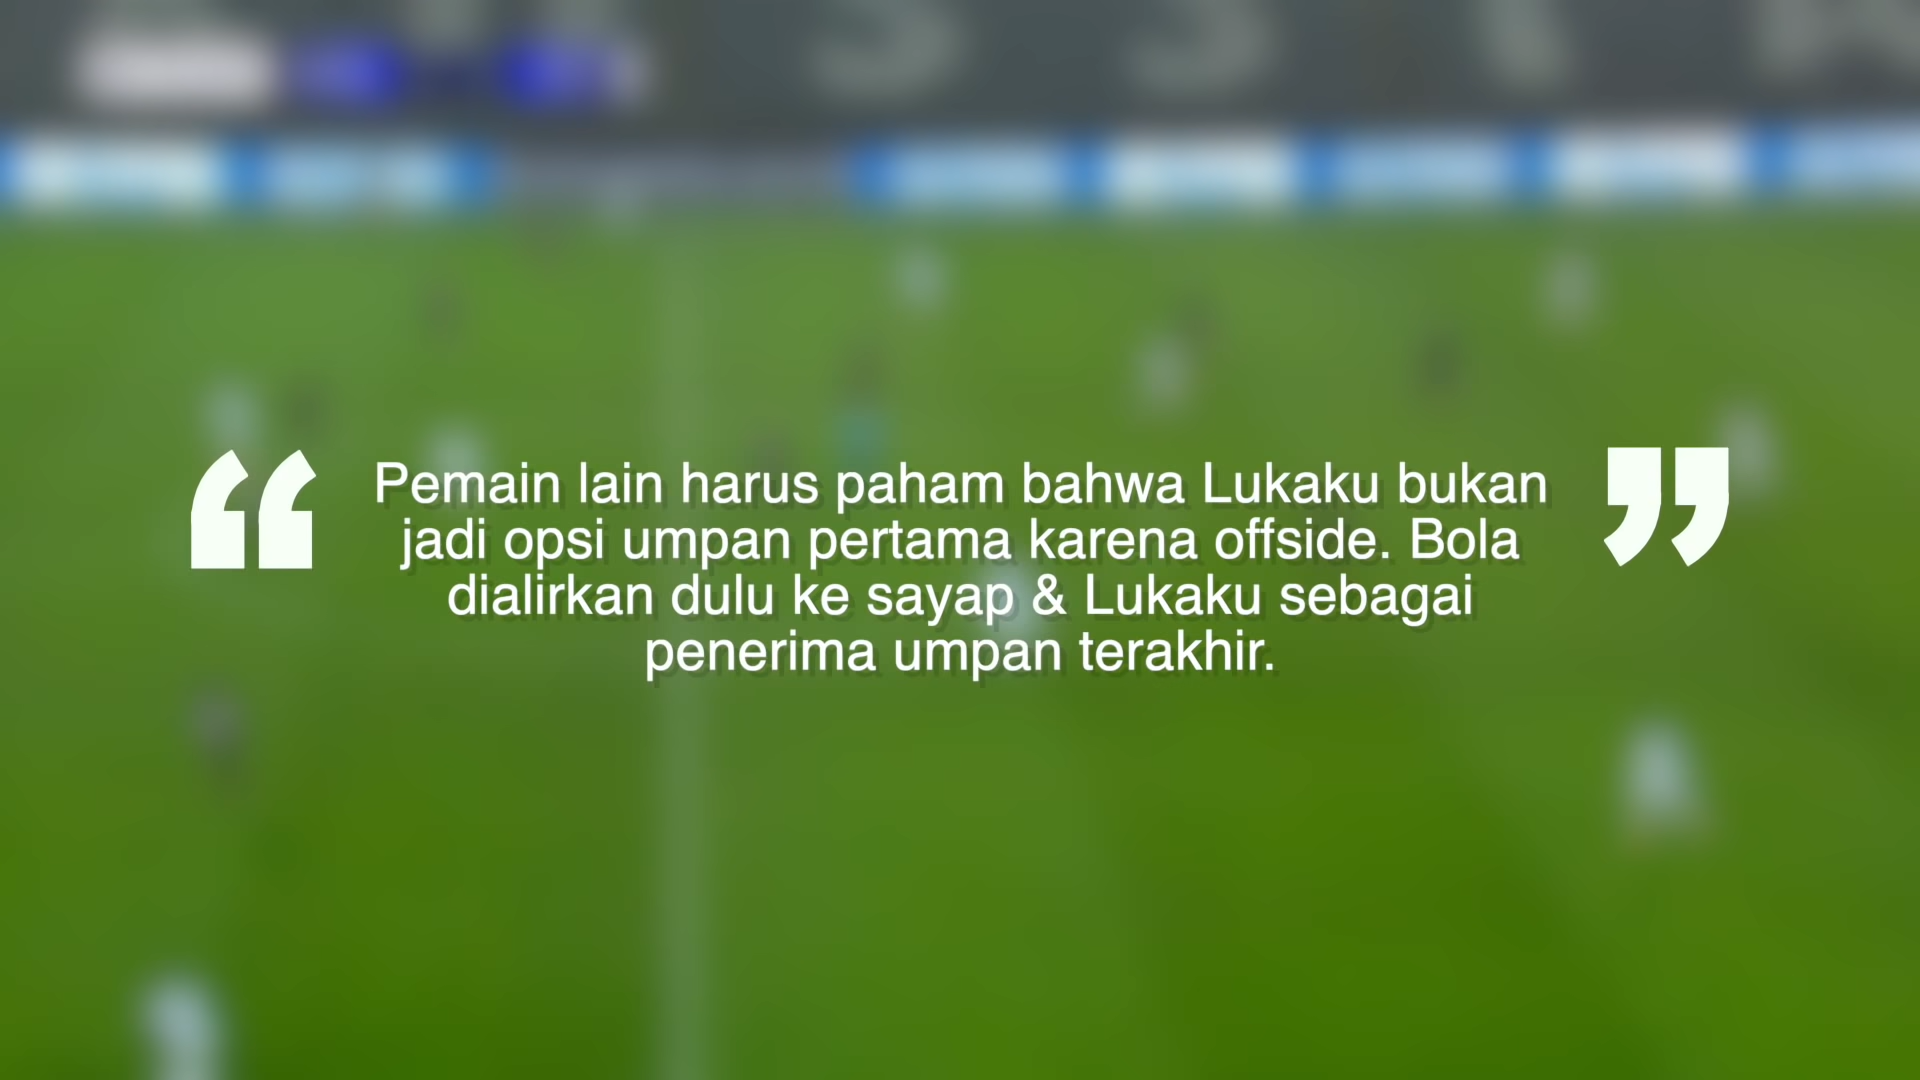 “ Pemain lain harus paham bahwa Lukaku bukan ”
jadi opsi umpan pertama karena offside. Bola
dialirkan dulu ke sayap & Lukaku sebagai
penerima umpan terakhir.